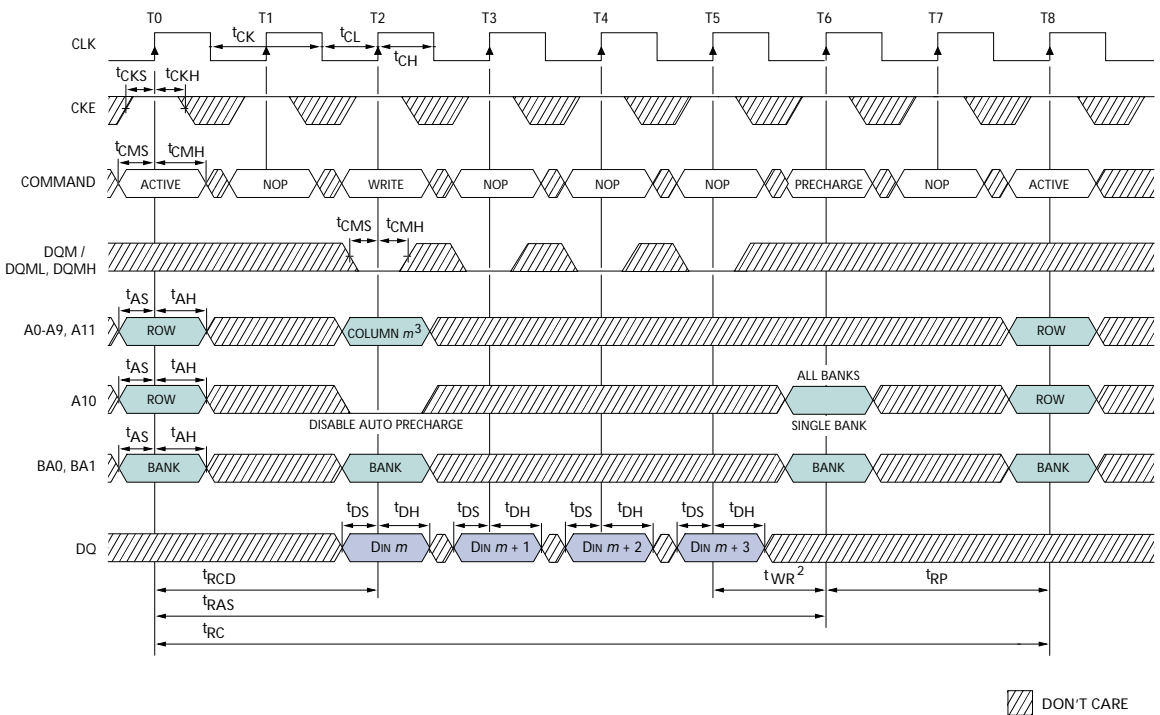 T0 T1 T2 T3 T4 T5 T6 T7 T8
CLK
tCK tCL
tCH
tCKS tCKH
CKE
tCMS tCMH
COMMAND ACTIVE NOP WRITE NOP NOP NOP PRECHARGE NOP ACTIVE
tCMS tCMH
DQM /
DQML, DQMH
tAS tAH
A0-A9, A11 ROW COLUMN m3 ROW
tAS tAH ALL BANKS
A10 ROW ROW
DISABLE AUTO PRECHARGE SINGLE BANK
tAS tAH
BA0, BA1 BANK BANK BANK BANK
tDS tDH tDS tDH tDS tDH tDS tDH
DQ DIN m DIN m + 1 DIN m + 2 DIN m + 3
tRCD tWR2 tRP
tRAS
tRC
DON'T CARE